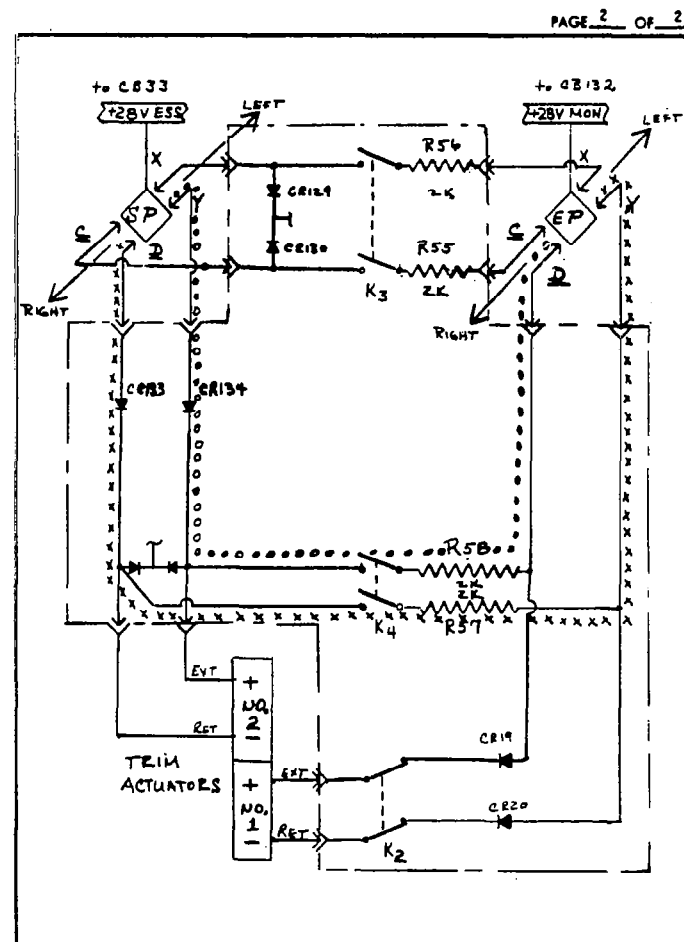 PAGE 2 OF 2
to CB33
+28V ESS
LEFT
to CB132
+28V MON
LEFT
X
R56
X
2K
CR129
SP
Y
X
EP
Y
C
D
CR130
R55
C
D
2K
K3
RIGHT
RIGHT
CR133
CR134
R58
2K
2K
K4
R57
EXT
+
NO.
2
-
RET
CR19
TRIM
ACTUATORS
+
NO.
1
-
EXT
CR20
RET
K2